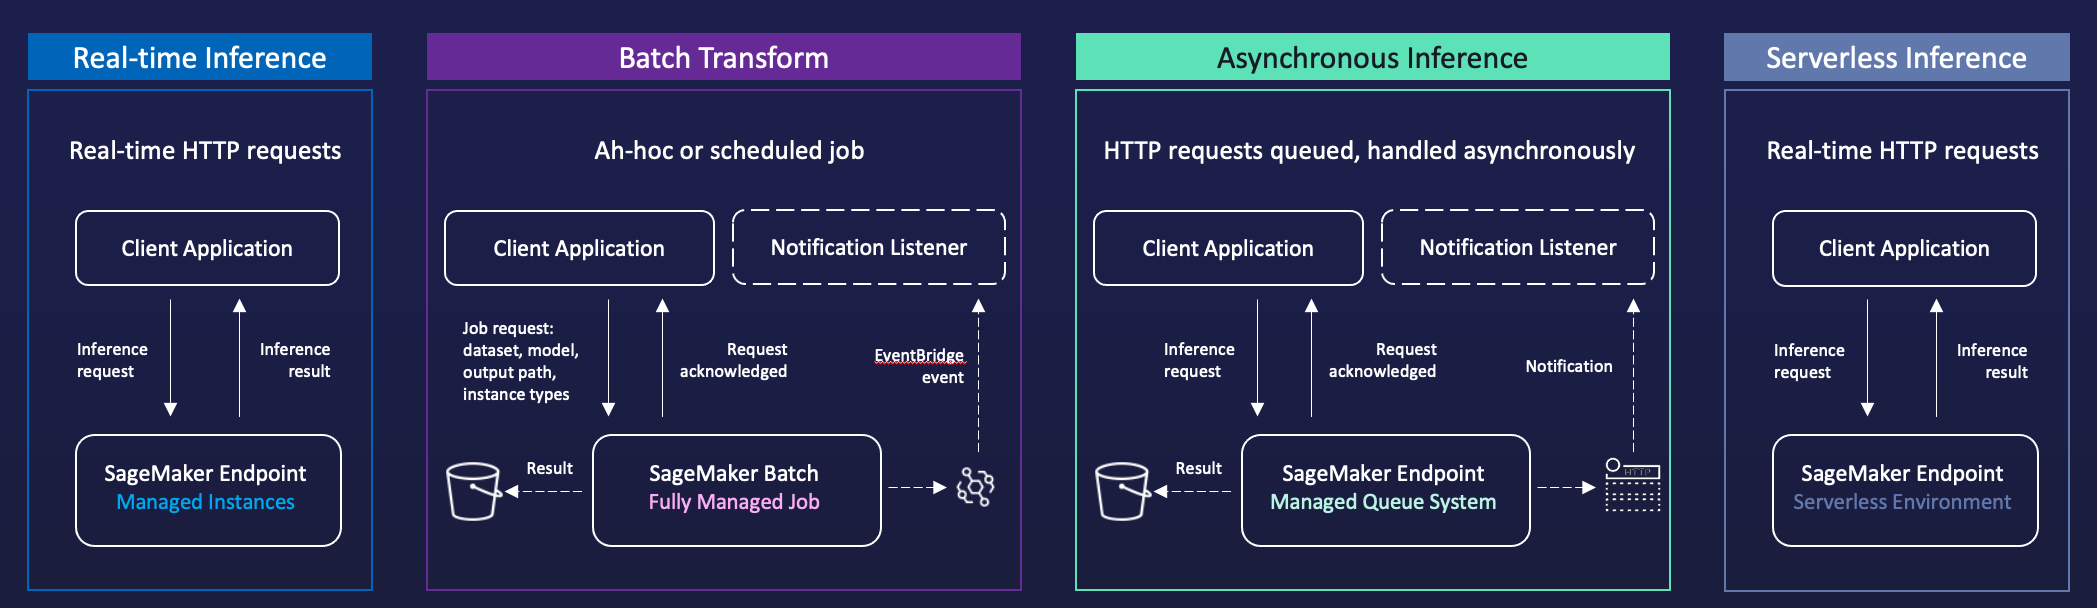 Real-time Inference
Real-time HTTP requests
Client Application
Inference
request
Inference
result
SageMaker Endpoint
Managed Instances
Batch Transform
Ah-hoc or scheduled job
Client Application
Notification Listener
Job request:
dataset, model,
output path,
instance types
Request
acknowledged
EventBridge
event
Result
SageMaker Batch
Fully Managed Job
Asynchronous Inference
HTTP requests queued, handled asynchronously
Client Application
Notification Listener
Inference
request
Request
acknowledged
Notification
Result
SageMaker Endpoint
Managed Queue System
HTTP
Serverless Inference
Real-time HTTP requests
Client Application
Inference
request
Inference
result
SageMaker Endpoint
Serverless Environment